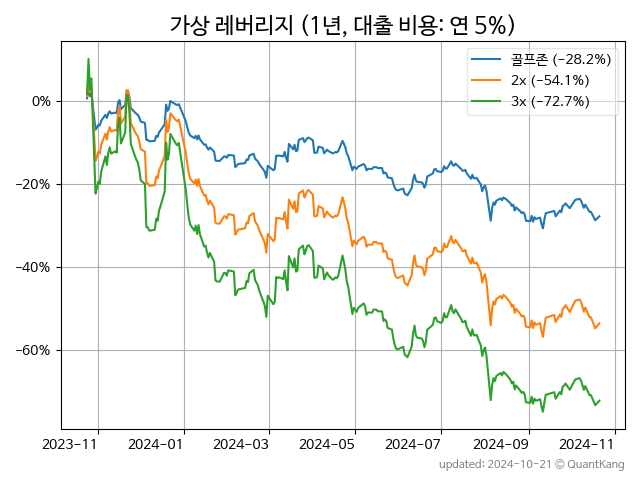 가상 레버리지 (1년, 대출 비용: 연 5%)
골프존 (−28.2%)
2x (−54.1%)
3x (−72.7%)
0%
−20%
−40%
−60%
2023-11
2024-01
2024-03
2024-05
2024-07
2024-09
2024-11
updated: 2024-10-21 © QuantKang